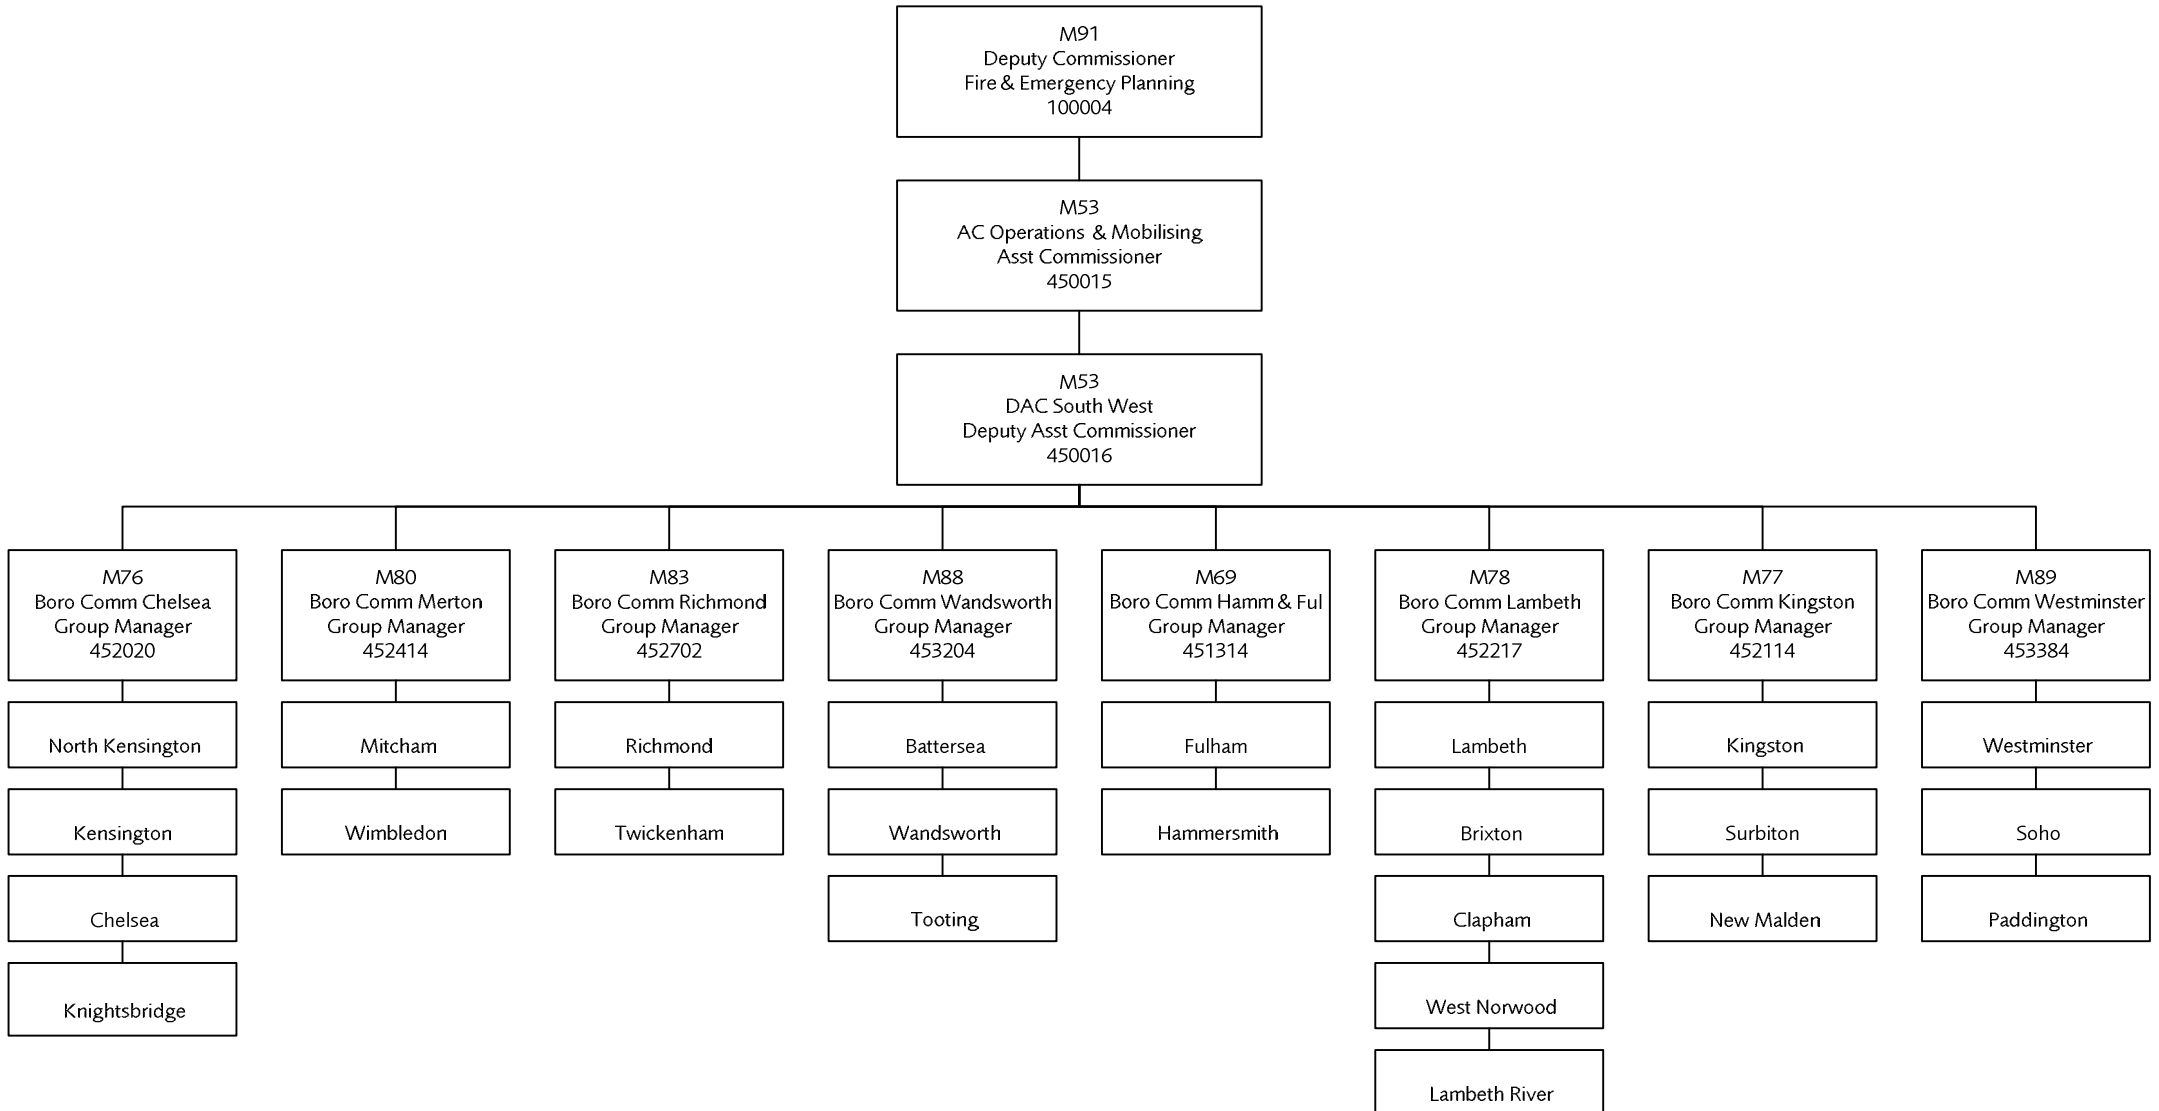 M91
Deputy Commissioner
Fire & Emergency Planning
100004
M53
AC Operations & Mobilising
Asst Commissioner
450015
M53
DAC South West
Deputy Asst Commissioner
450016
M76
Boro Comm Chelsea
Group Manager
452020
North Kensington
Kensington
Chelsea
Knightsbridge
M80
Boro Comm Merton
Group Manager
452414
Mitcham
Wimbledon
M83
Boro Comm Richmond
Group Manager
452702
Richmond
Twickenham
M88
Boro Comm Wandsworth
Group Manager
453204
Battersea
Wandsworth
Tooting
M69
Boro Comm Hamm & Ful
Group Manager
451314
Fulham
Hammersmith
M78
Boro Comm Lambeth
Group Manager
452217
Lambeth
Brixton
Clapham
West Norwood
Lambeth River
M77
Boro Comm Kingston
Group Manager
452114
Kingston
Surbiton
New Malden
M89
Boro Comm Westminster
Group Manager
453384
Westminster
Soho
Paddington